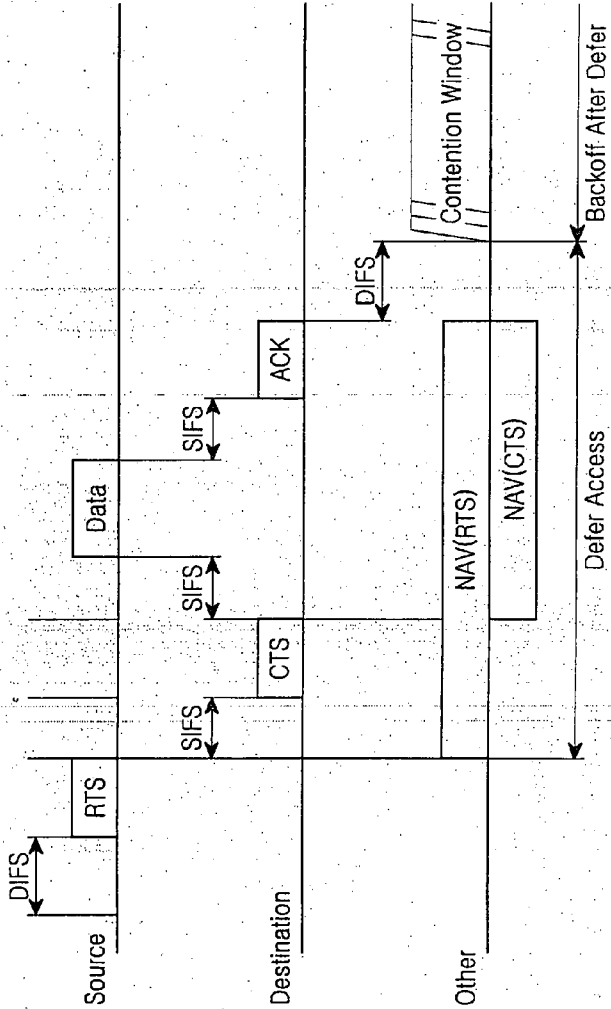 DIFS
RTS
Data
Source
SIFS
SIFS
SIFS
CTS
ACK
Destination
DIFS
Contention Window
NAV(RTS)
Other
NAV(CTS)
Defer Access
Backoff After Defer